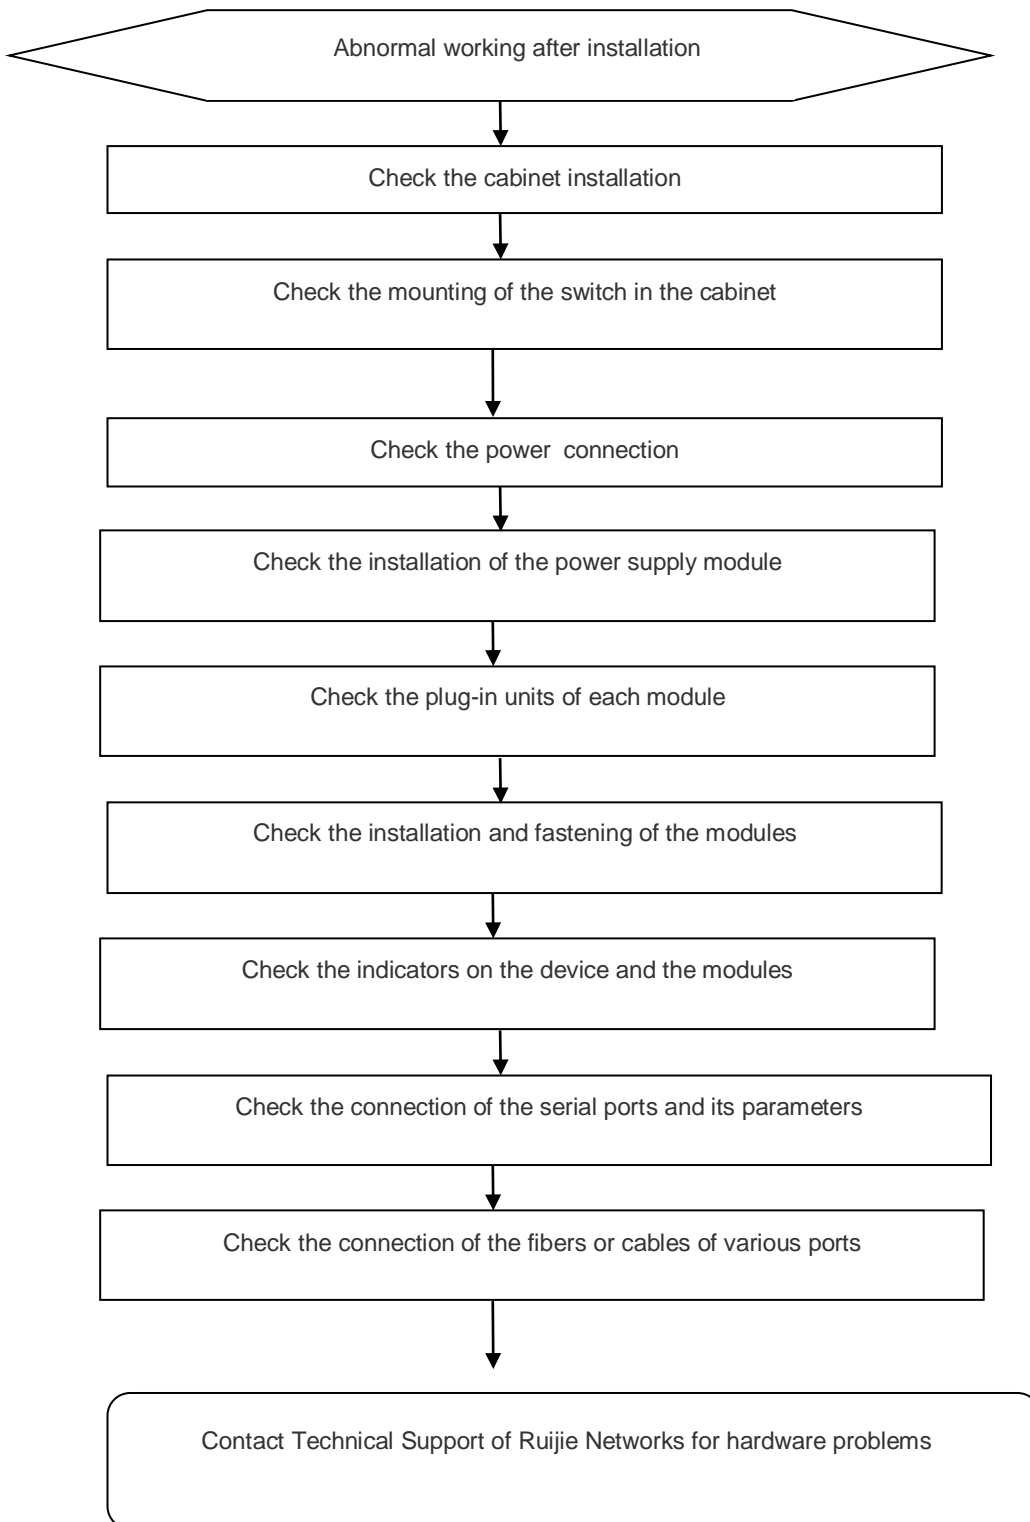 Abnormal working after installation
Check the cabinet installation
Check the mounting of the switch in the cabinet
Check the power  connection
Check the installation of the power supply module
Check the plug-in units of each module
Check the installation and fastening of the modules
Check the indicators on the device and the modules
Check the connection of the serial ports and its parameters
Check the connection of the fibers or cables of various ports
Contact Technical Support of Ruijie Networks for hardware problems